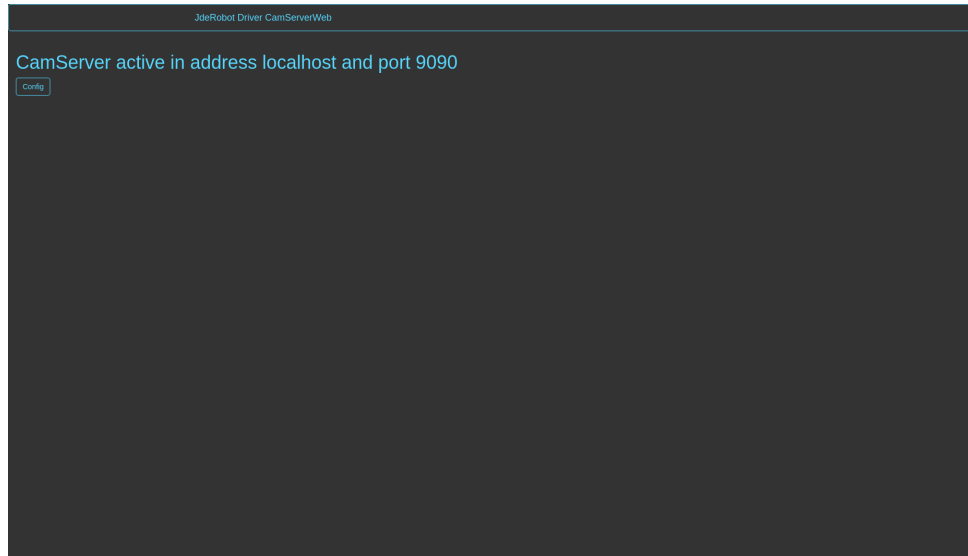 JdeRobot Driver CamServerWeb
CamServer active in address localhost and port 9090
Config